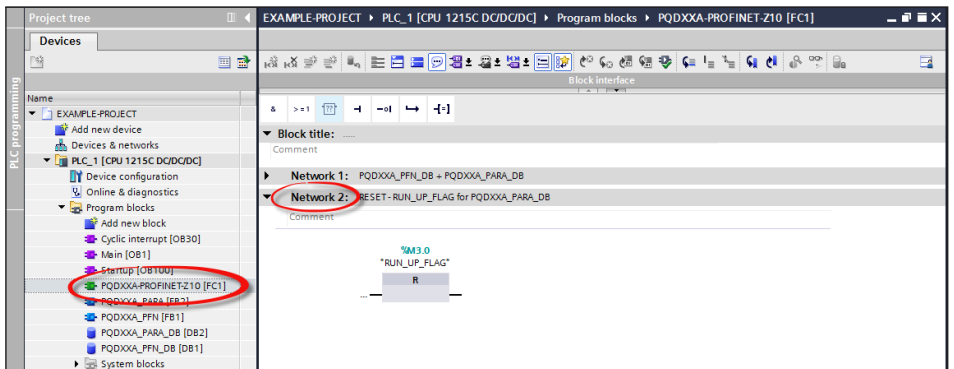 Project tree
EXAMPLE-PROJECT PLC_1 [CPU 1215C DC/DC/DC] Program blocks PQDXXA-PROFINET-Z10 [FC1]
Devices
PLC programming
Block interface
Name
EXAMPLE-PROJECT
Add new device
Devices & networks
PLC_1 [CPU 1215C DC/DC/DC]
Device configuration
Online & diagnostics
Program blocks
Add new block
Cyclic interrupt [OB30]
Main [OB1]
Startup [OB100]
PQDXXA-PROFINET-Z10 [FC1]
PQDXXA_PARA [FB2]
PQDXXA_PFN [FB1]
PQDXXA_PARA_DB [DB2]
PQDXXA_PFN_DB [DB1]
System blocks
& >=1 ?? -| -o| -[=]
Block title: .....
Comment
Network 1: PQDXXA_PFN_DB + PQDXXA_PARA_DB
Network 2: RESET - RUN_UP_FLAG for PQDXXA_PARA_DB
Comment
%M3.0
"RUN_UP_FLAG"
R
...